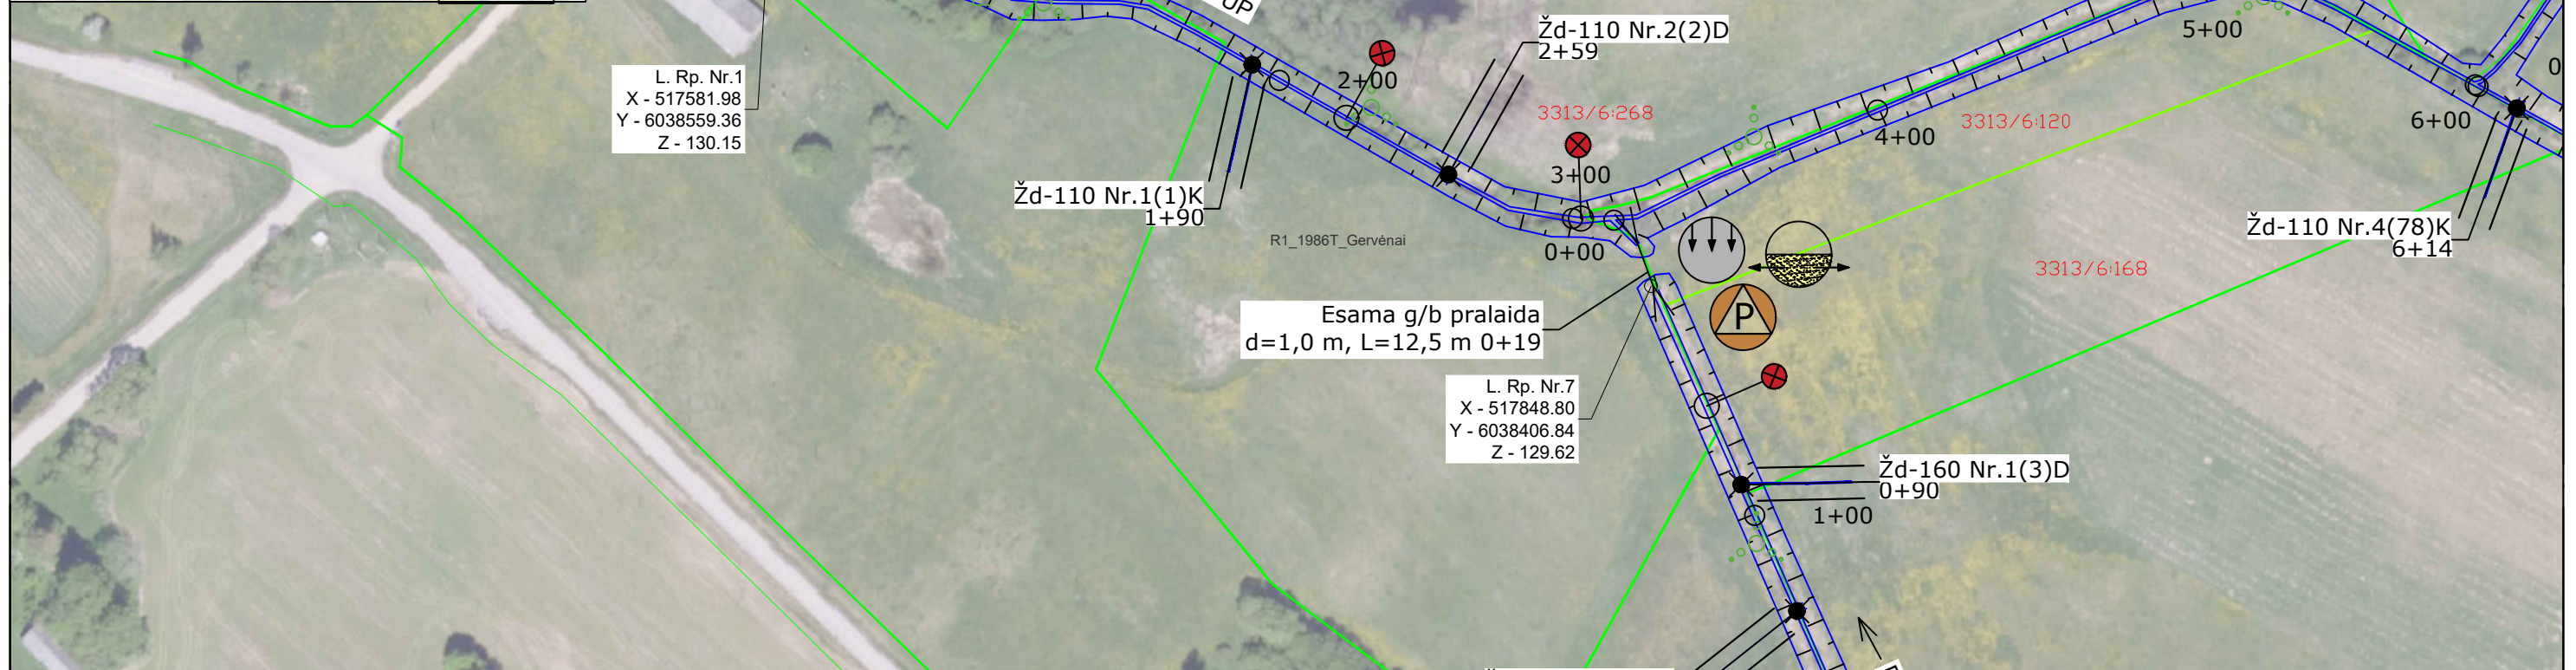 UP
Žd-110 Nr.2(2)D
2+59
5+00
L. Rp. Nr.1
X - 517581.98
Y - 6038559.36
Z - 130.15
2+00
3313/6:268
4+00
3313/6:120
6+00
0
3+00
Žd-110 Nr.1(1)K
1+90
R1_1986T_Gervėnai
0+00
3313/6:168
Žd-110 Nr.4(78)K
6+14
Esama g/b pralaida
d=1,0 m, L=12,5 m 0+19
P
L. Rp. Nr.7
X - 517848.80
Y - 6038406.84
Z - 129.62
Žd-160 Nr.1(3)D
0+90
1+00